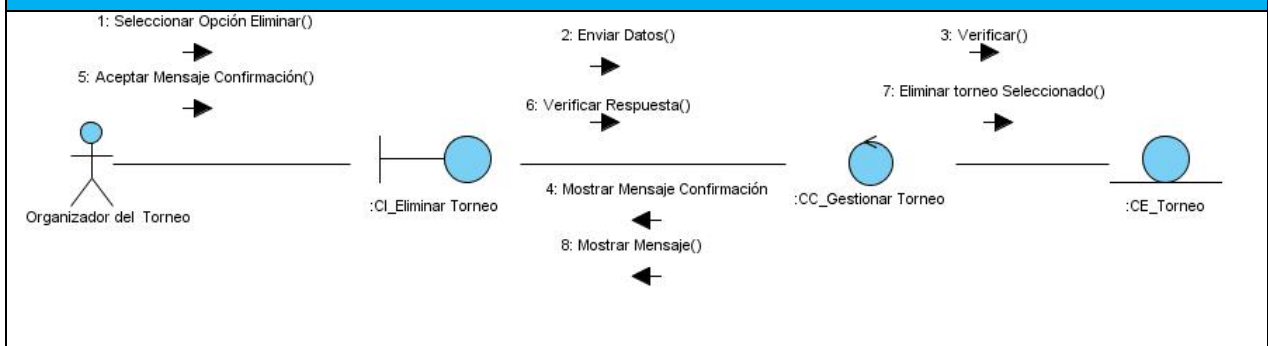 1: Seleccionar Opción Eliminar()
5: Aceptar Mensaje Confirmación()
2: Enviar Datos()
6: Verificar Respuesta()
3: Verificar()
7: Eliminar torneo Seleccionado()
4: Mostrar Mensaje Confirmación
8: Mostrar Mensaje()
Organizador del Torneo
:CI_Eliminar Torneo
:CC_Gestionar Torneo
:CE_Torneo